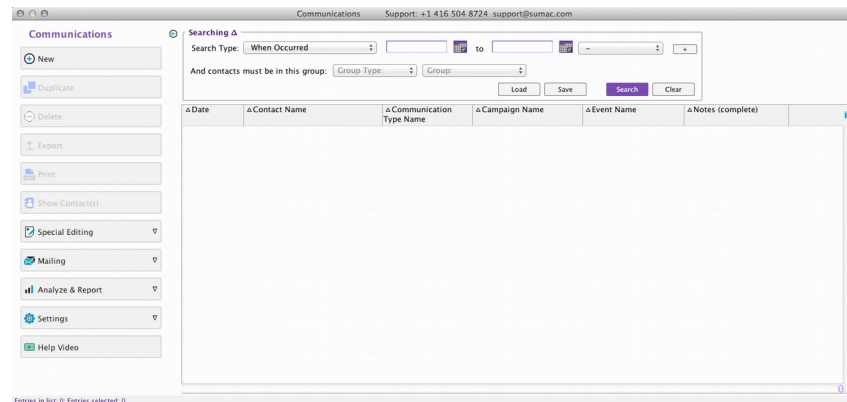 Communications Support: +1 416 504 8724 support@sumac.com
Communications
Searching Δ
Search Type: When Occurred to –  +
And contacts must be in this group: Group Type: Group:
Load Save Search Clear
New
Duplicate
Delete
Export
Print
Show Contact(s)
Special Editing
Mailing
Analyze & Report
Settings
Help Video
Δ Date Δ Contact Name Δ Communication Type Name Δ Campaign Name Δ Event Name Δ Notes (complete)
0
Entries in list: 0; Entries selected: 0